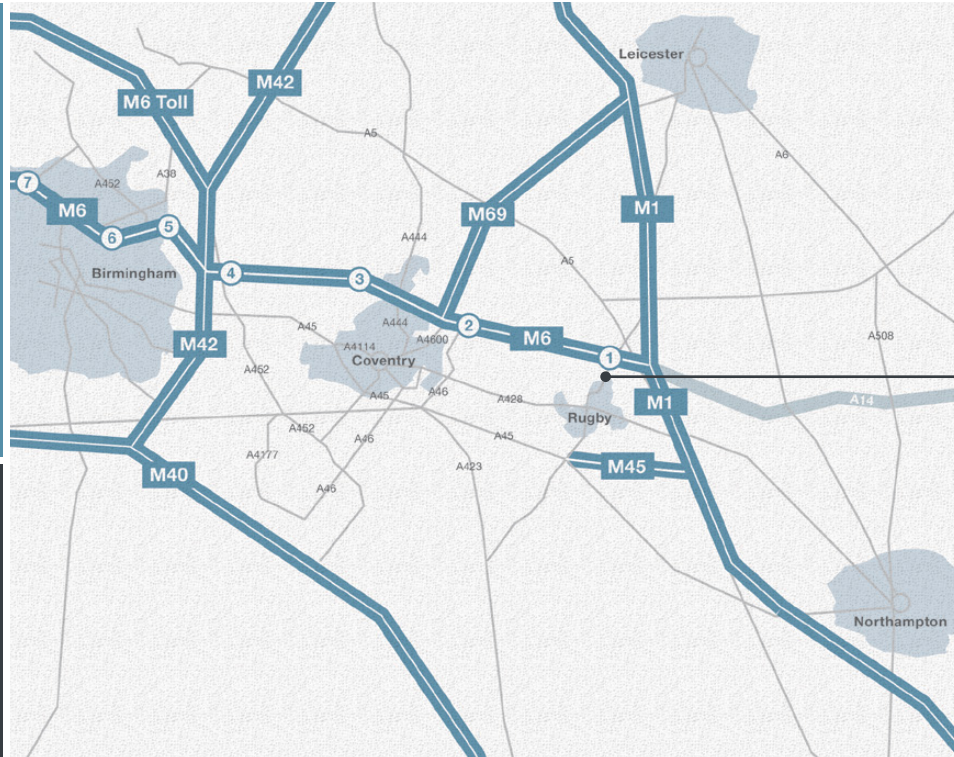 Leicester
M42
M6 Toll
A5
A6
A38
A452
7
M6
M69
M1
5
6
A444
A5
Birmingham
4
3
A444
2
A45
A508
M6
A4600
M42
A4114
1
Coventry
A452
A46
A45
A428
M1
A14
Rugby
A452
A45
A46
A4177
A423
M45
M40
A46
Northampton